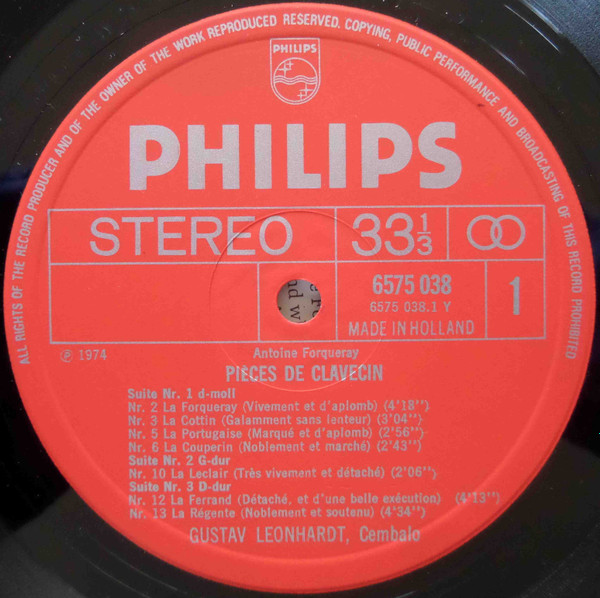 ALL RIGHTS OF THE RECORD PRODUCER AND OF THE OWNER OF THE WORK REPRODUCED RESERVED. COPYING, PUBLIC PERFORMANCE AND BROADCASTING OF THIS RECORD PROHIBITED
PHILIPS
PHILIPS
STEREO
33 1/3
6575 038
6575 038.1 Y
MADE IN HOLLAND
1
Ⓟ 1974
Antoine Forqueray
PIÈCES DE CLAVECIN
Suite Nr. 1 d-moll
Nr. 2 La Forqueray (Vivement et d'aplomb) (4'18'')
Nr. 3 La Cottin (Galamment sans lenteur) (3'04'')
Nr. 5 La Portugaise (Marqué et d'aplomb) (2'56'')
Nr. 6 La Couperin (Noblement et marché) (2'43'')
Suite Nr. 2 G-dur
Nr. 10 La Leclair (Très vivement et détaché) (2'06'')
Suite Nr. 3 D-dur
Nr. 12 La Ferrand (Détaché, et d'une belle exécution) (4'13'')
Nr. 13 La Régente (Noblement et soutenu) (4'34'')
GUSTAV LEONHARDT, Cembalo